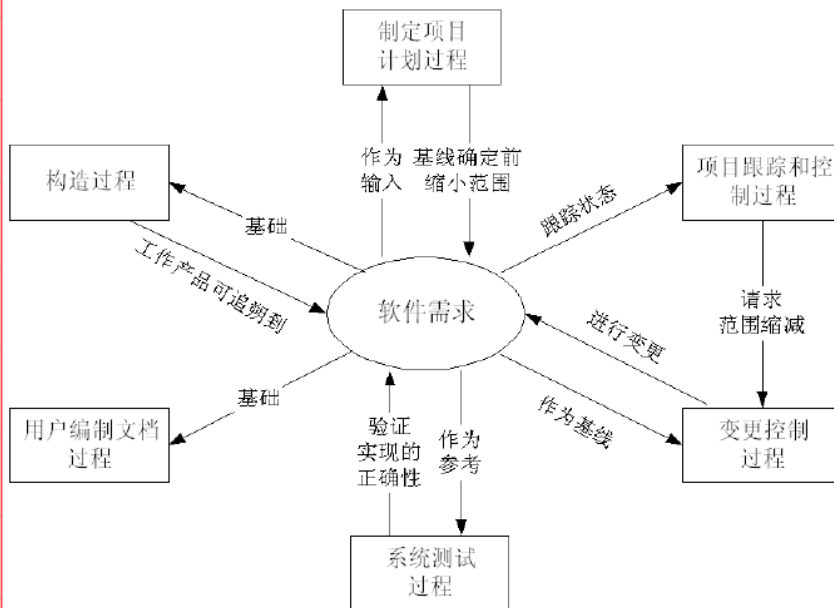 制定项目
计划过程
作为
输入
基线确定前
缩小范围
构造过程
项目跟踪和控
制过程
基础
跟踪状态
工作产品可追朔到
软件需求
请求
范围缩减
进行变更
基础
作为基线
用户编制文档
过程
验证
实现的
正确性
作为
参考
变更控制
过程
系统测试
过程